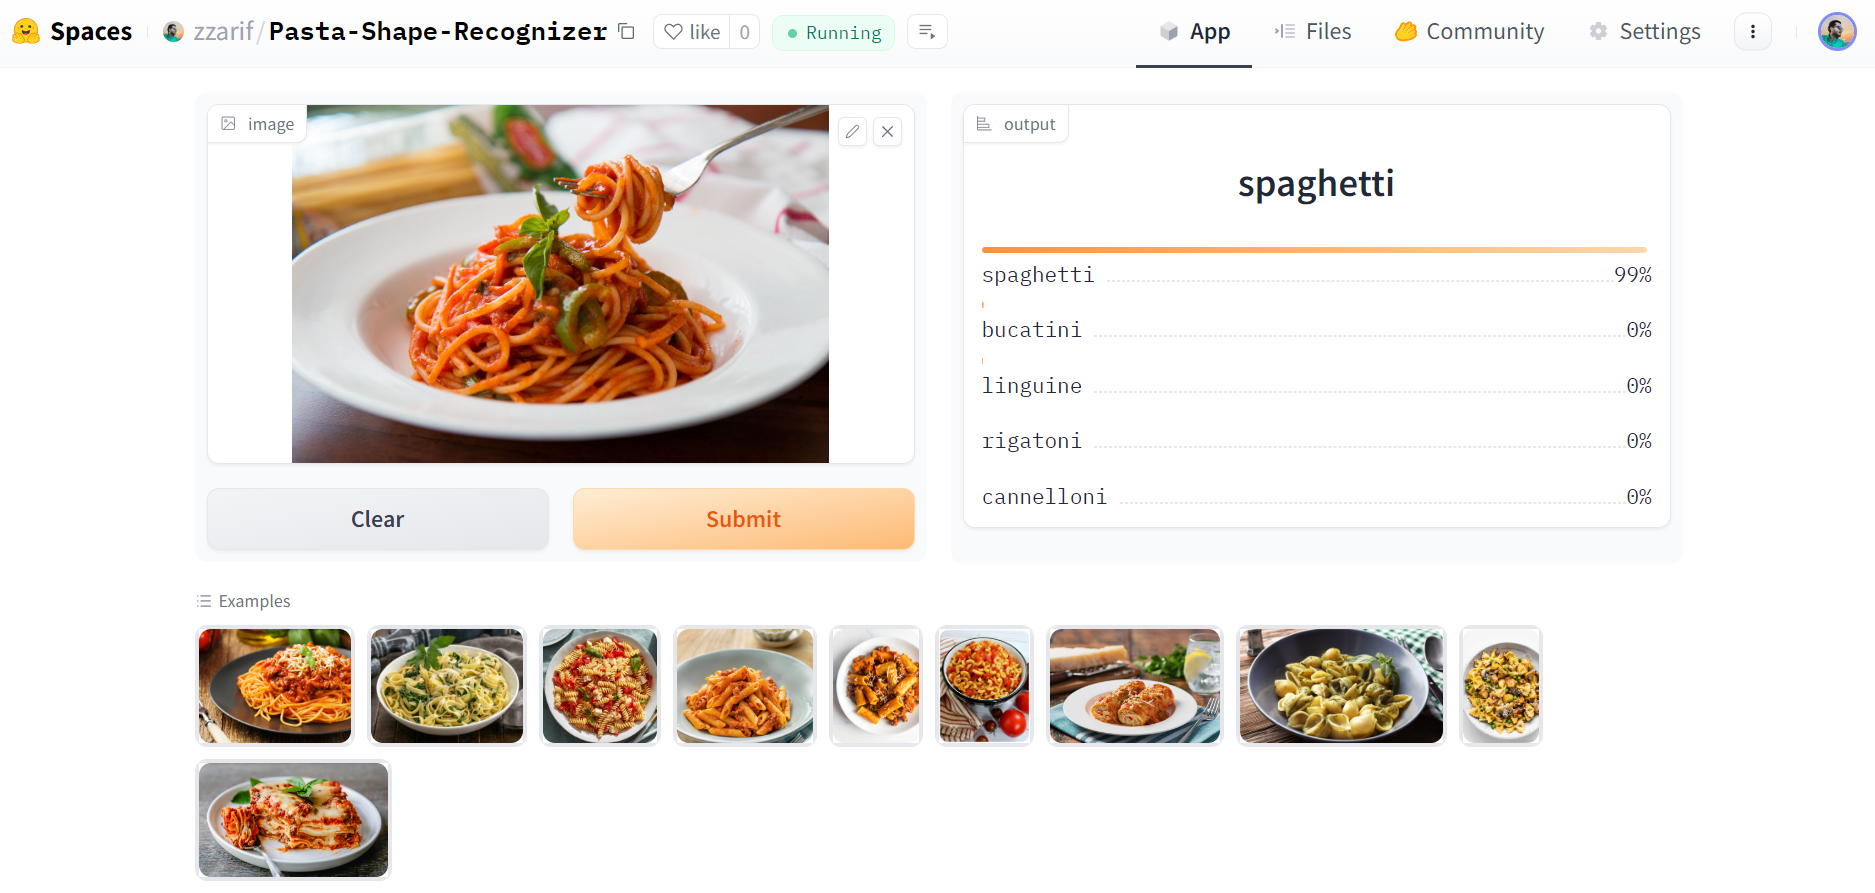 Spaces zzarif/Pasta-Shape-Recognizer like 0 Running App Files Community Settings
image
output
spaghetti
spaghetti 99%
bucatini 0%
linguine 0%
rigatoni 0%
cannelloni 0%
Clear Submit
Examples